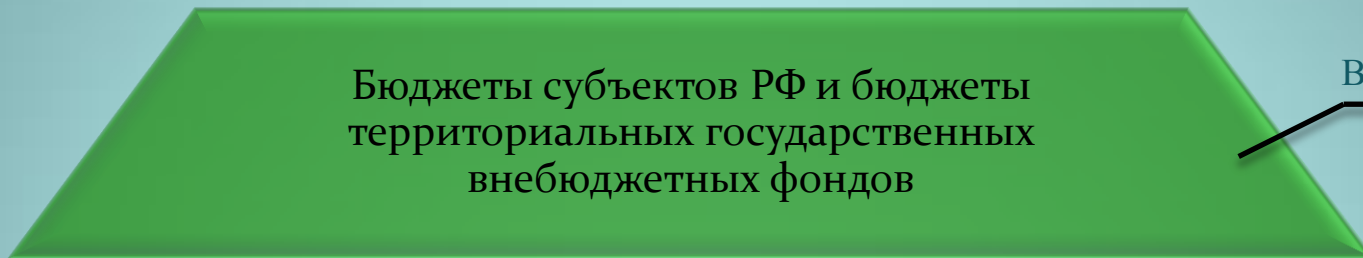 Бюджеты субъектов РФ и бюджеты
территориальных государственных
внебюджетных фондов
В